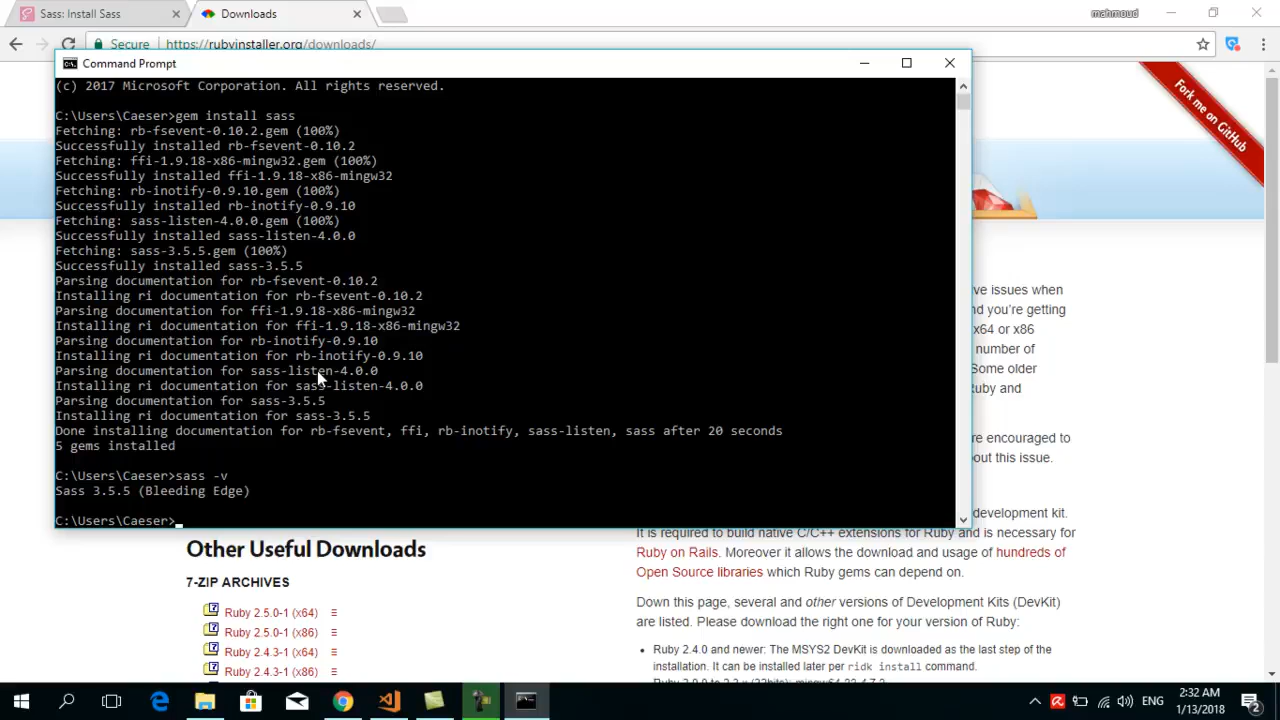 Sass: Install Sass
Downloads
mahmoud
Secure
https://rubyinstaller.org/downloads/
Command Prompt
(c) 2017 Microsoft Corporation. All rights reserved.
C:\Users\Caeser>gem install sass
Fetching: rb-fsevent-0.10.2.gem (100%)
Successfully installed rb-fsevent-0.10.2
Fetching: ffi-1.9.18-x86-mingw32.gem (100%)
Successfully installed ffi-1.9.18-x86-mingw32
Fetching: rb-inotify-0.9.10.gem (100%)
Successfully installed rb-inotify-0.9.10
Fetching: sass-listen-4.0.0.gem (100%)
Successfully installed sass-listen-4.0.0
Fetching: sass-3.5.5.gem (100%)
Successfully installed sass-3.5.5
Parsing documentation for rb-fsevent-0.10.2
Installing ri documentation for rb-fsevent-0.10.2
Parsing documentation for ffi-1.9.18-x86-mingw32
Installing ri documentation for ffi-1.9.18-x86-mingw32
Parsing documentation for rb-inotify-0.9.10
Installing ri documentation for rb-inotify-0.9.10
Parsing documentation for sass-listen-4.0.0
Installing ri documentation for sass-listen-4.0.0
Parsing documentation for sass-3.5.5
Installing ri documentation for sass-3.5.5
Done installing documentation for rb-fsevent, ffi, rb-inotify, sass-listen, sass after 20 seconds
5 gems installed
C:\Users\Caeser>sass -v
Sass 3.5.5 (Bleeding Edge)
C:\Users\Caeser>
Fork me on GitHub
ve issues when
nd you're getting
x64 or x86
number of
Some older
Ruby and
re encouraged to
out this issue.
development kit.
It is required to build native C/C++ extensions for Ruby and is necessary for
Ruby on Rails. Moreover it allows the download and usage of hundreds of
Open Source libraries which Ruby gems can depend on.
Down this page, several and other versions of Development Kits (DevKit)
are listed. Please download the right one for your version of Ruby:
Ruby 2.4.0 and newer: The MSYS2 DevKit is downloaded as the last step of the
installation. It can be installed later per ridk install command.
Other Useful Downloads
7-ZIP ARCHIVES
Ruby 2.5.0-1 (x64)
Ruby 2.5.0-1 (x86)
Ruby 2.4.3-1 (x64)
Ruby 2.4.3-1 (x86)
ENG
2:32 AM
1/13/2018
2